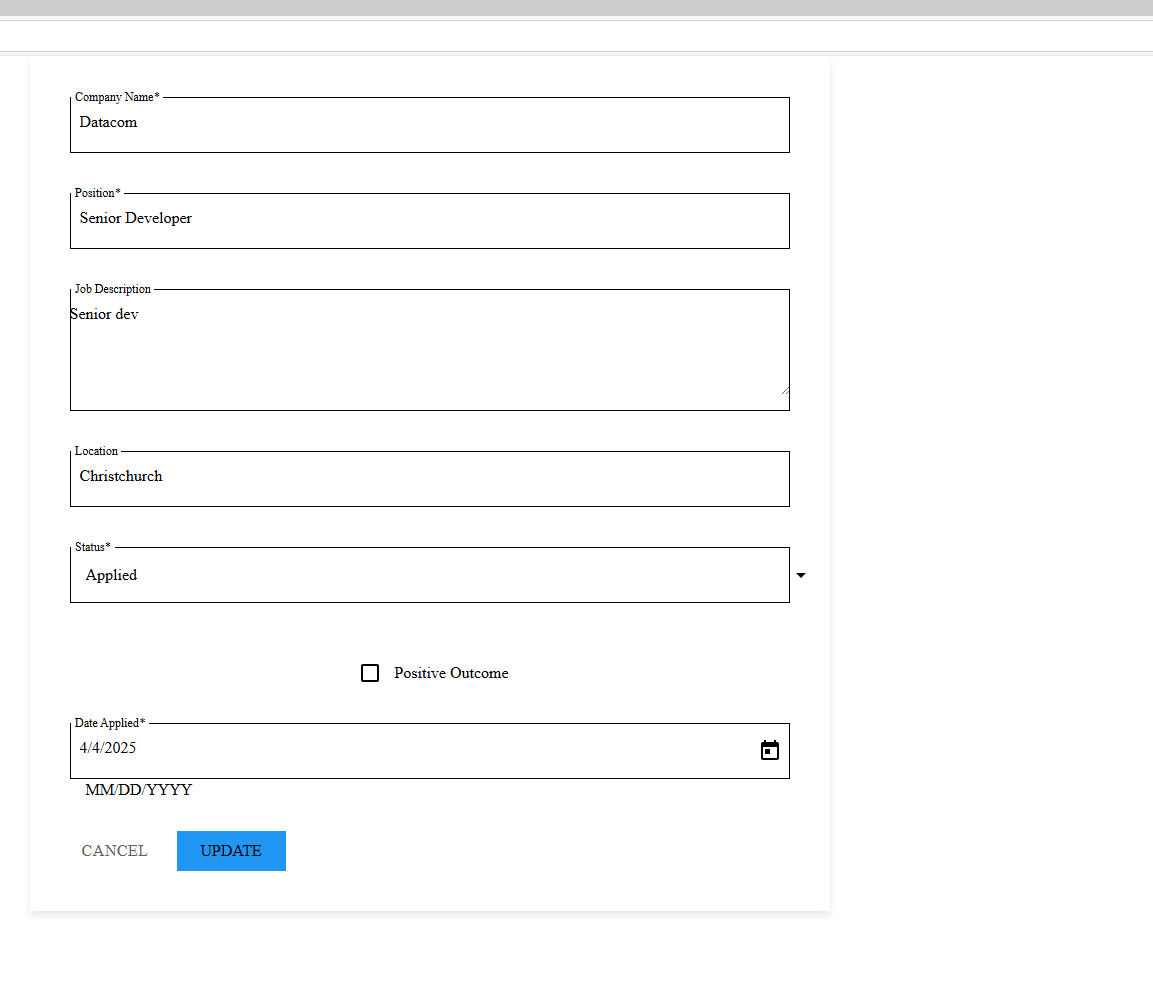 Company Name*
Datacom
Position*
Senior Developer
Job Description
Senior dev
Location
Christchurch
Status*
Applied
Positive Outcome
Date Applied*
4/4/2025
MM/DD/YYYY
CANCEL UPDATE